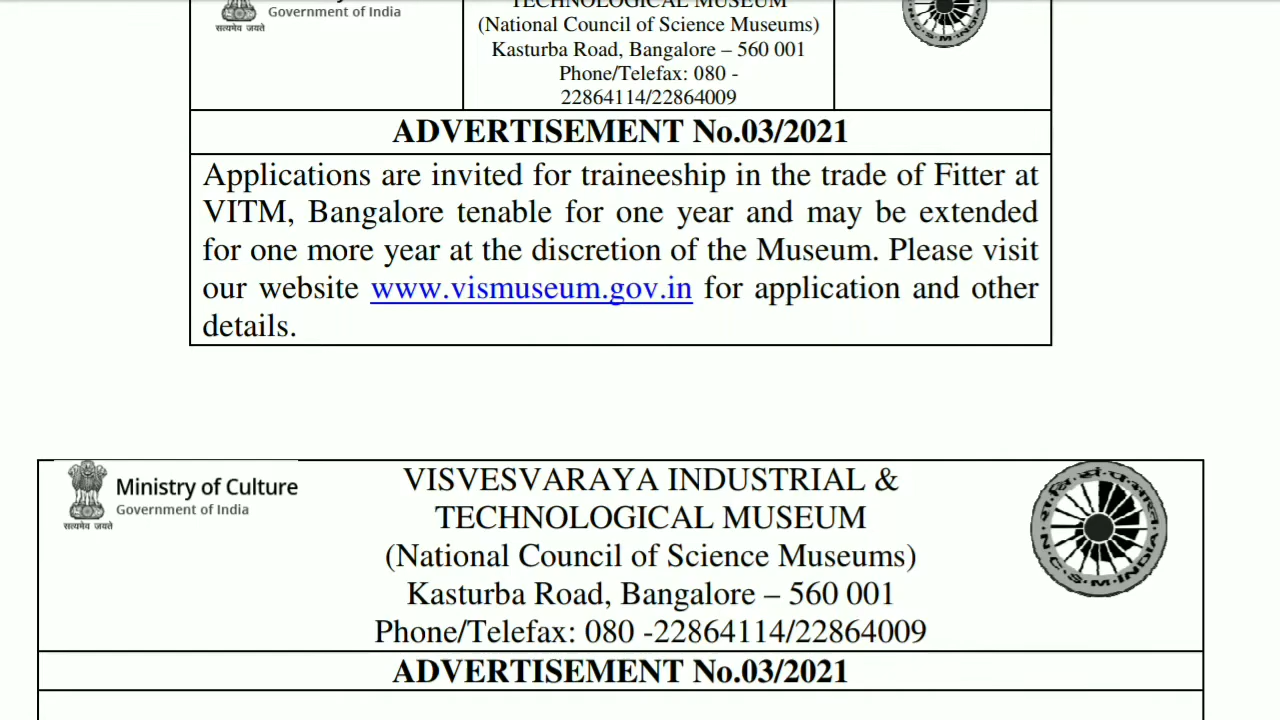 Government of India
सत्यमेव जयते
TECHNOLOGICAL MUSEUM
(National Council of Science Museums)
Kasturba Road, Bangalore – 560 001
Phone/Telefax: 080 -
22864114/22864009
ADVERTISEMENT No.03/2021
Applications are invited for traineeship in the trade of Fitter at
VITM, Bangalore tenable for one year and may be extended
for one more year at the discretion of the Museum. Please visit
our website www.vismuseum.gov.in for application and other
details.
Ministry of Culture
Government of India
सत्यमेव जयते
VISVESVARAYA INDUSTRIAL &
TECHNOLOGICAL MUSEUM
(National Council of Science Museums)
Kasturba Road, Bangalore – 560 001
Phone/Telefax: 080 -22864114/22864009
N.C.S.M-INDIA
ADVERTISEMENT No.03/2021